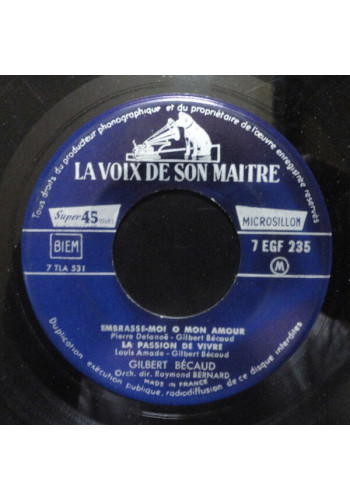 Tous droits du producteur phonographique et du propriétaire de l'œuvre enregistrée réservés
LA VOIX DE SON MAITRE
Super 45 tours
MICROSILLON
BIEM
7 EGF 235
7 TLA 531
M
EMBRASSE-MOI O MON AMOUR
Pierre Delanoë - Gilbert Bécaud
LA PASSION DE VIVRE
Louis Amade - Gilbert Bécaud
GILBERT BÉCAUD
Orch. dir. Raymond BERNARD
MADE IN FRANCE
Duplication exécution publique, radiodiffusion de ce disque interdites